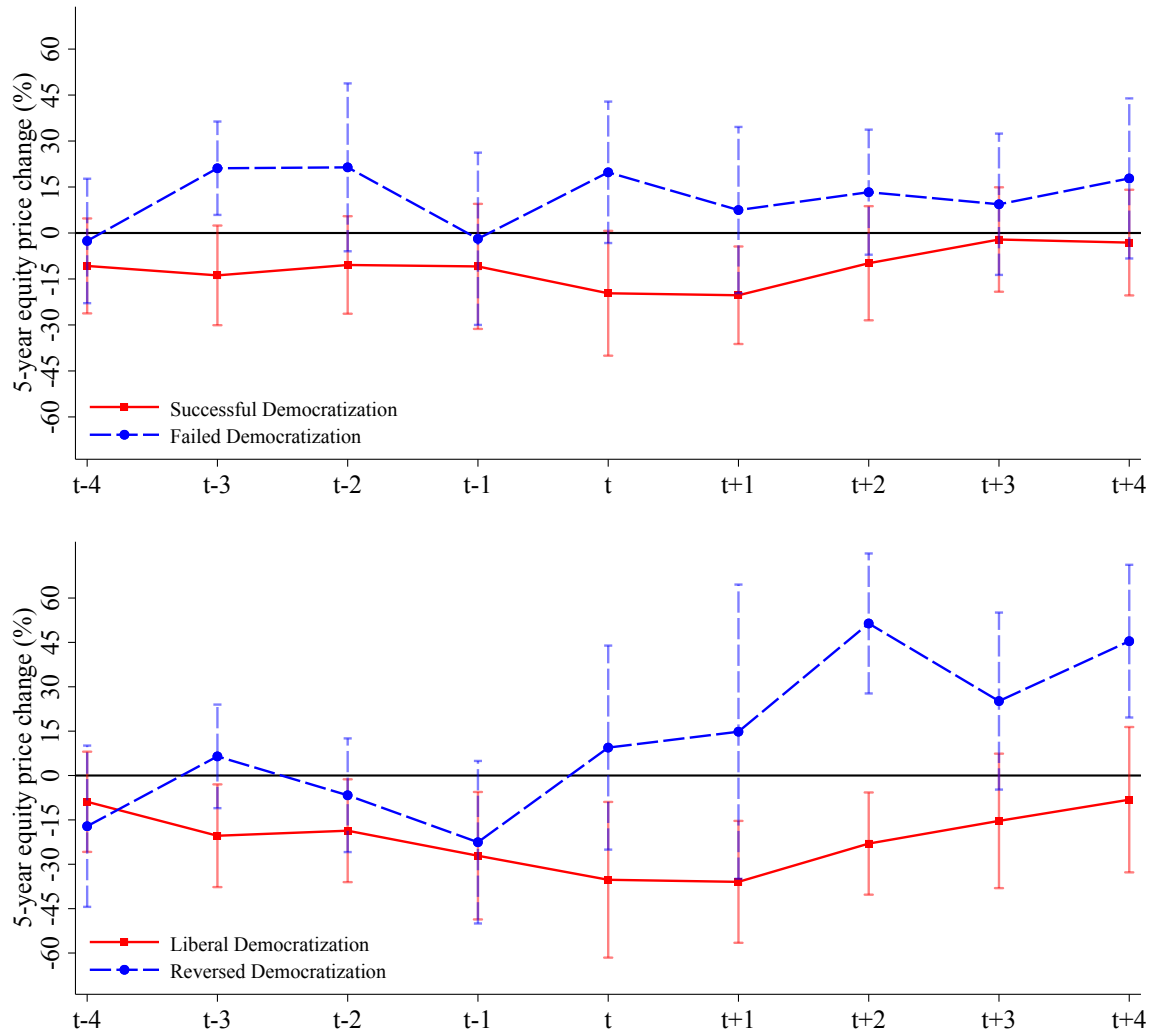 5-year equity price change (%)
60
45
30
15
0
-15
-30
-45
-60
Successful Democratization
Failed Democratization
t-4 t-3 t-2 t-1 t t+1 t+2 t+3 t+4
5-year equity price change (%)
60
45
30
15
0
-15
-30
-45
-60
Liberal Democratization
Reversed Democratization
t-4 t-3 t-2 t-1 t t+1 t+2 t+3 t+4